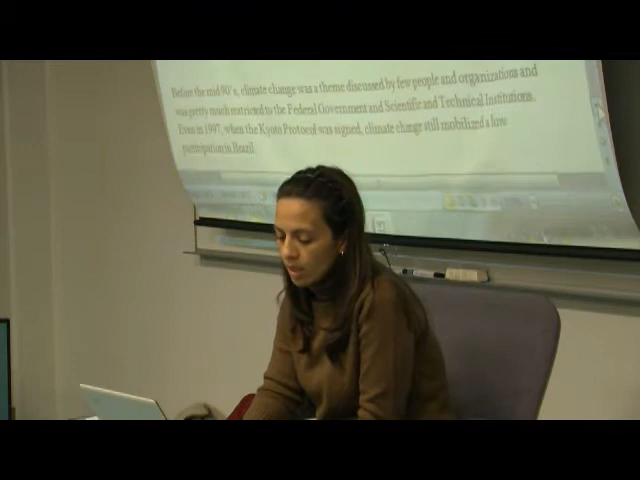 Before the mid 90's, climate change was a theme discussed by few people and organizations and
was pretty much restricted to the Federal Government and Scientific and Technical Institutions.
Even in 1997, when the Kyoto Protocol was signed, climate change still mobilized a low
participation in Brazil